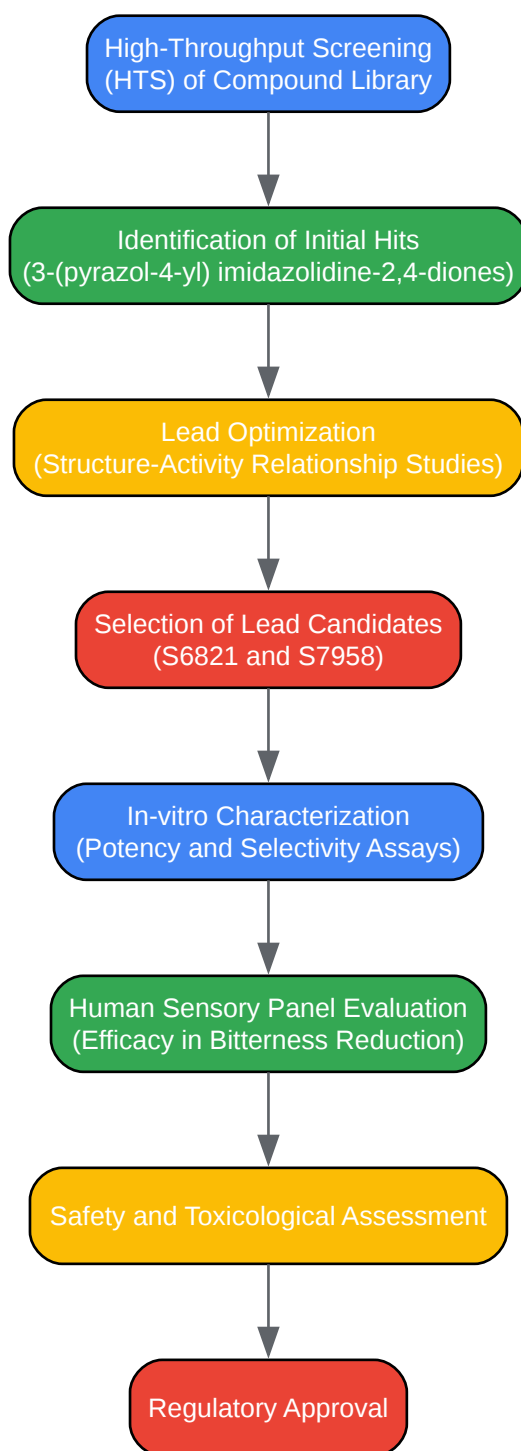 High-Throughput Screening
(HTS) of Compound Library
Identification of Initial Hits
(3-(pyrazol-4-yl) imidazolidine-2,4-diones)
Lead Optimization
(Structure-Activity Relationship Studies)
Selection of Lead Candidates
(S6821 and S7958)
In-vitro Characterization
(Potency and Selectivity Assays)
Human Sensory Panel Evaluation
(Efficacy in Bitterness Reduction)
Safety and Toxicological Assessment
Regulatory Approval